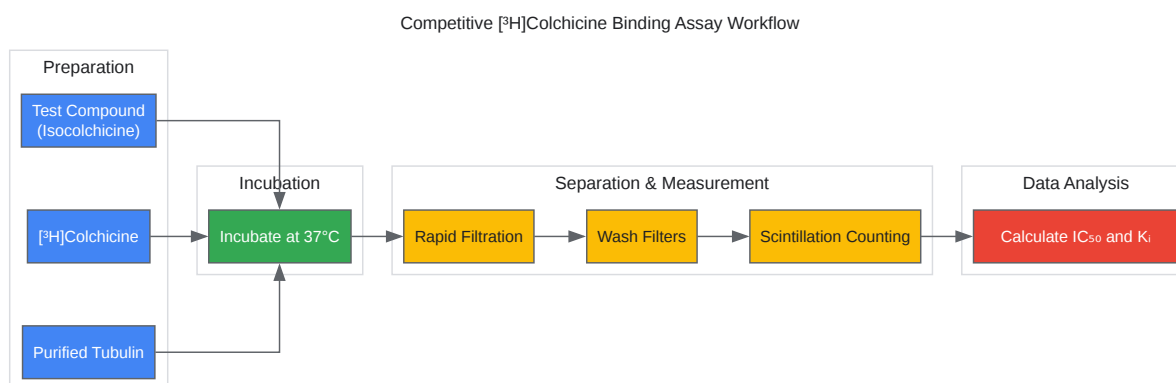 Competitive [³H]Colchicine Binding Assay Workflow
Preparation
Test Compound
(Isocolchicine)
[³H]Colchicine
Purified Tubulin
Incubation
Incubate at 37°C
Separation & Measurement
Rapid Filtration
Wash Filters
Scintillation Counting
Data Analysis
Calculate IC₅₀ and Kᵢ